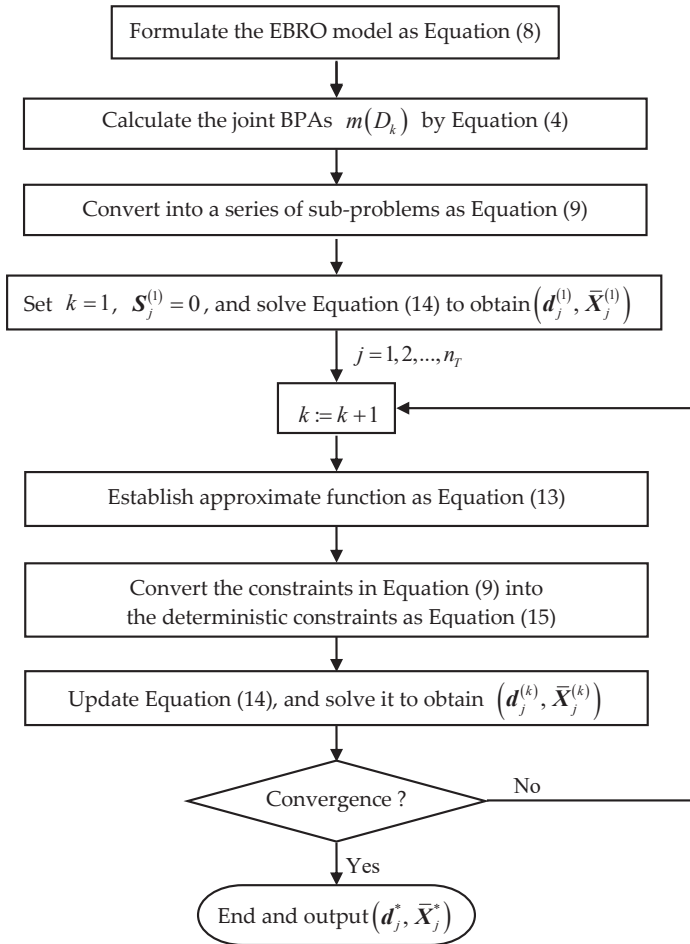 Formulate the EBRO model as Equation (8)
Calculate the joint BPAs m(D_k) by Equation (4)
Convert into a series of sub-problems as Equation (9)
Set k = 1, S_j^{(1)} = 0, and solve Equation (14) to obtain (d_j^{(1)}, X̄_j^{(1)})
j = 1, 2, ..., n_T
k := k + 1
Establish approximate function as Equation (13)
Convert the constraints in Equation (9) into
the deterministic constraints as Equation (15)
Update Equation (14), and solve it to obtain (d_j^{(k)}, X̄_j^{(k)})
Convergence ?
No
Yes
End and output (d_j^*, X̄_j^*)